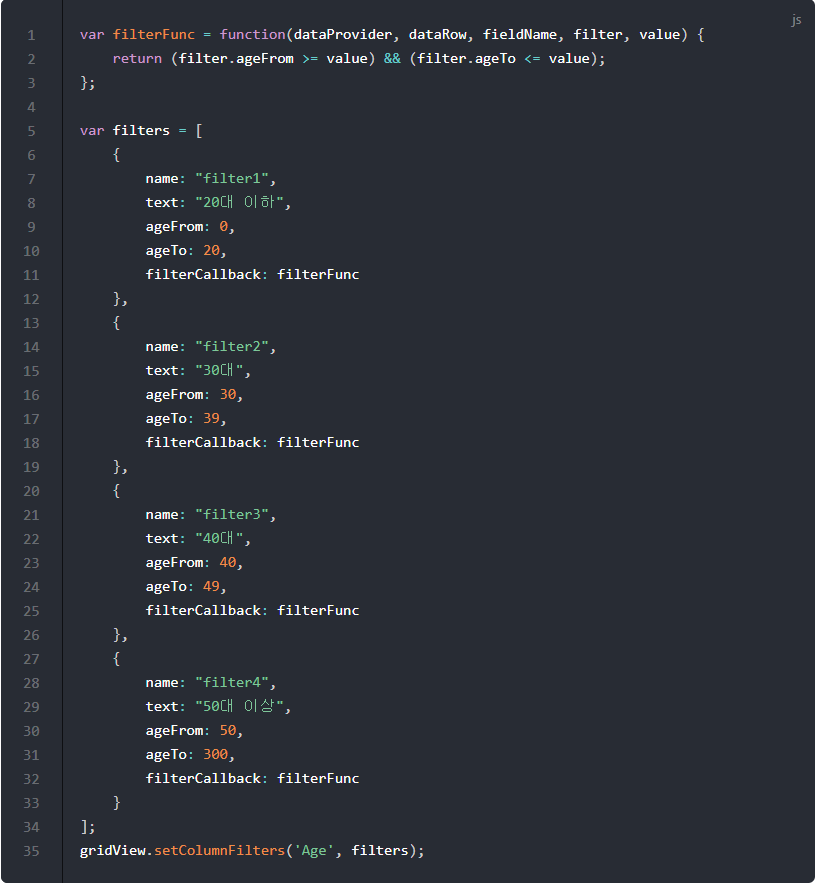 js
1 var filterFunc = function(dataProvider, dataRow, fieldName, filter, value) {
2     return (filter.ageFrom >= value) && (filter.ageTo <= value);
3 };
4
5 var filters = [
6     {
7         name: "filter1",
8         text: "20대 이하",
9         ageFrom: 0,
10         ageTo: 20,
11         filterCallback: filterFunc
12     },
13     {
14         name: "filter2",
15         text: "30대",
16         ageFrom: 30,
17         ageTo: 39,
18         filterCallback: filterFunc
19     },
20     {
21         name: "filter3",
22         text: "40대",
23         ageFrom: 40,
24         ageTo: 49,
25         filterCallback: filterFunc
26     },
27     {
28         name: "filter4",
29         text: "50대 이상",
30         ageFrom: 50,
31         ageTo: 300,
32         filterCallback: filterFunc
33     }
34 ];
35 gridView.setColumnFilters('Age', filters);